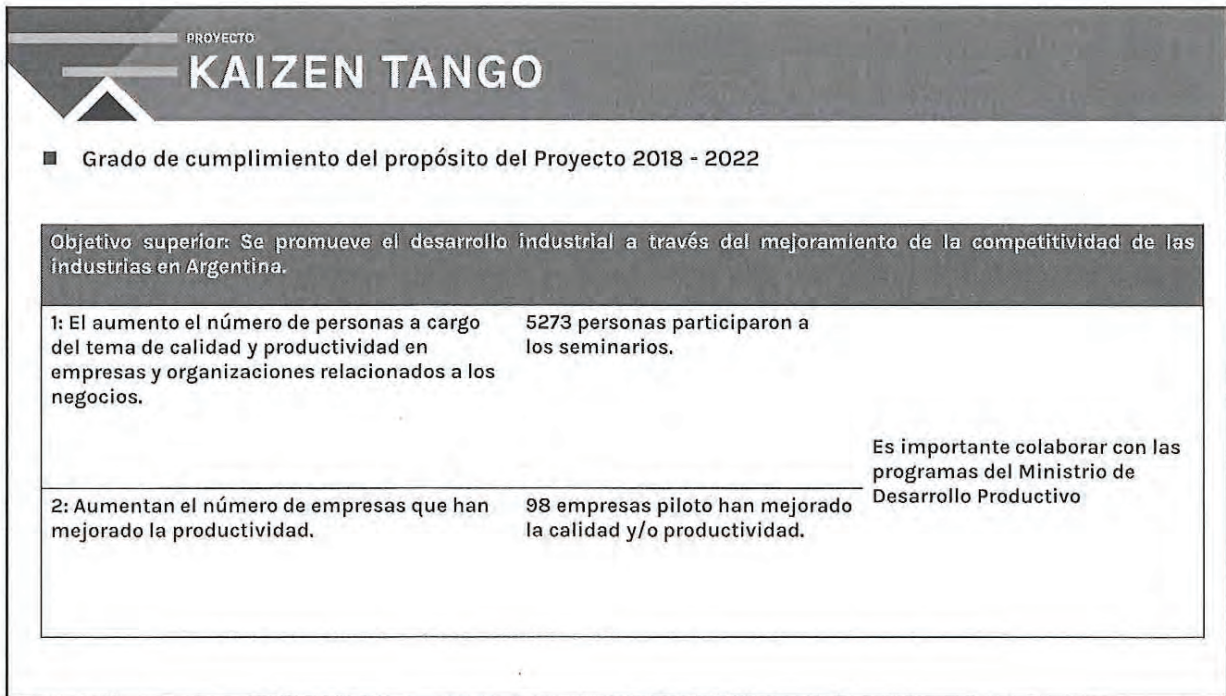 PROYECTO
KAIZEN TANGO
Grado de cumplimiento del propósito del Proyecto 2018 - 2022
Objetivo superior: Se promueve el desarrollo industrial a través del mejoramiento de la competitividad de las
industrias en Argentina.
1: El aumento el número de personas a cargo
del tema de calidad y productividad en
empresas y organizaciones relacionados a los
negocios.
5273 personas participaron a
los seminarios.
Es importante colaborar con las
programas del Ministrio de
Desarrollo Productivo
2: Aumentan el número de empresas que han
mejorado la productividad.
98 empresas piloto han mejorado
la calidad y/o productividad.